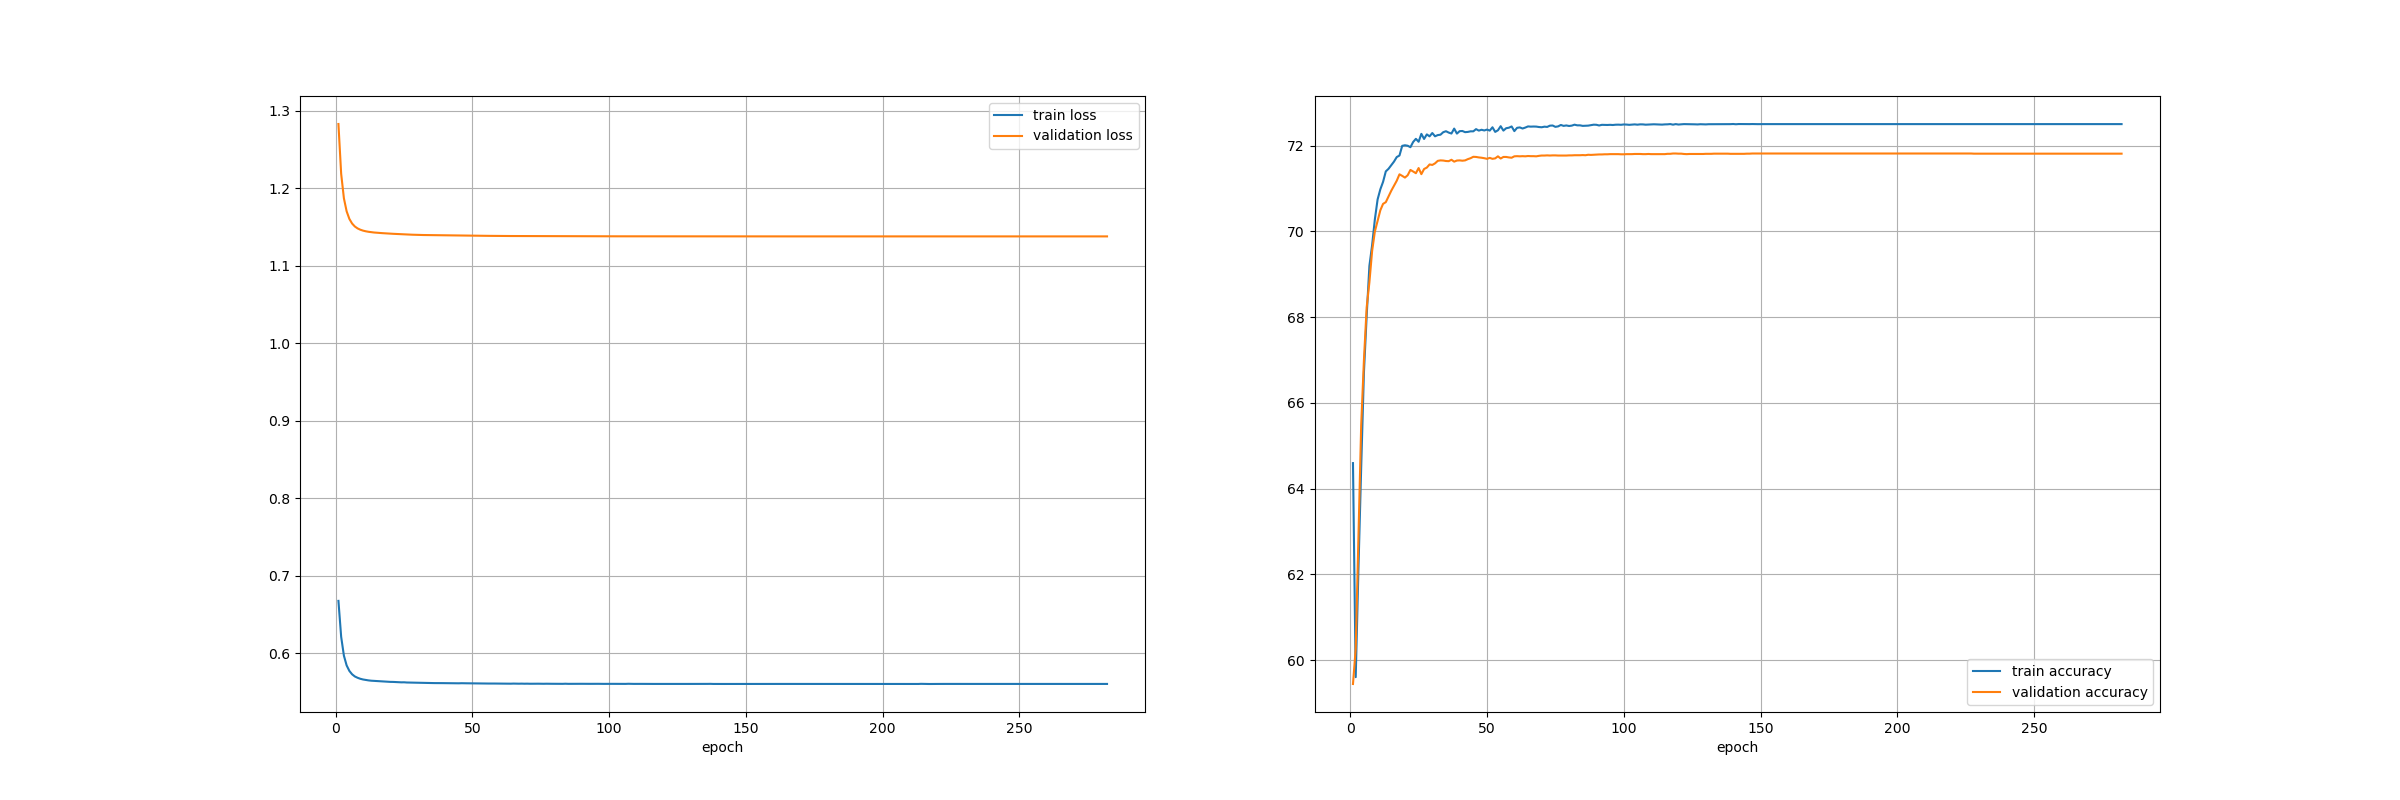 1.3
1.2
1.1
1.0
0.9
0.8
0.7
0.6
0 50 100 150 200 250
epoch
train loss
validation loss
72
70
68
66
64
62
60
0 50 100 150 200 250
epoch
train accuracy
validation accuracy